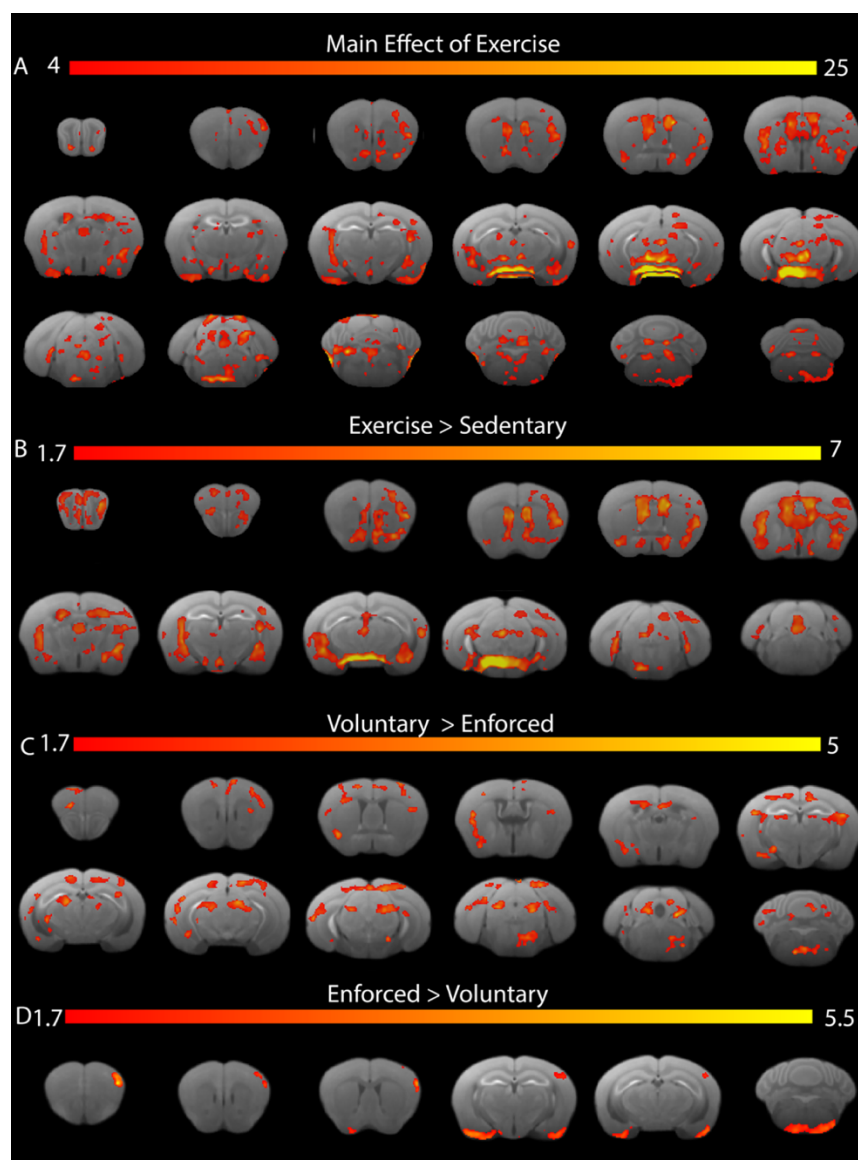 Main Effect of Exercise
A 4 25
Exercise > Sedentary
B 1.7 7
Voluntary > Enforced
C 1.7 5
Enforced > Voluntary
D 1.7 5.5